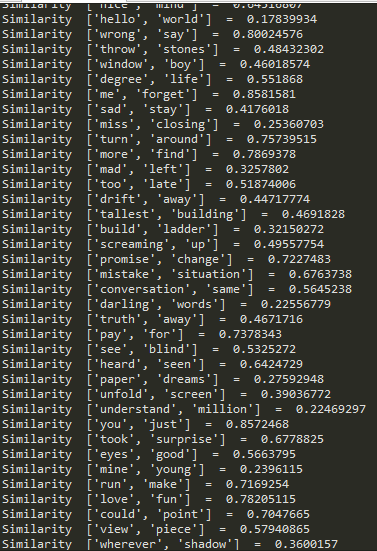 Similarity ['nice', 'mind'] = 0.64518807
Similarity ['hello', 'world'] = 0.17839934
Similarity ['wrong', 'say'] = 0.80024576
Similarity ['throw', 'stones'] = 0.48432302
Similarity ['window', 'boy'] = 0.46018574
Similarity ['degree', 'life'] = 0.551868
Similarity ['me', 'forget'] = 0.8581581
Similarity ['sad', 'stay'] = 0.4176018
Similarity ['miss', 'closing'] = 0.25360703
Similarity ['turn', 'around'] = 0.75739515
Similarity ['more', 'find'] = 0.7869378
Similarity ['mad', 'left'] = 0.3257802
Similarity ['too', 'late'] = 0.51874006
Similarity ['drift', 'away'] = 0.44717774
Similarity ['tallest', 'building'] = 0.4691828
Similarity ['build', 'ladder'] = 0.32150272
Similarity ['screaming', 'up'] = 0.49557754
Similarity ['promise', 'change'] = 0.7227483
Similarity ['mistake', 'situation'] = 0.6763738
Similarity ['conversation', 'same'] = 0.5645238
Similarity ['darling', 'words'] = 0.22556779
Similarity ['truth', 'away'] = 0.4671716
Similarity ['pay', 'for'] = 0.7378343
Similarity ['see', 'blind'] = 0.5325272
Similarity ['heard', 'seen'] = 0.6424729
Similarity ['paper', 'dreams'] = 0.27592948
Similarity ['unfold', 'screen'] = 0.39036772
Similarity ['understand', 'million'] = 0.22469297
Similarity ['you', 'just'] = 0.8572468
Similarity ['took', 'surprise'] = 0.6778825
Similarity ['eyes', 'good'] = 0.5663795
Similarity ['mine', 'young'] = 0.2396115
Similarity ['run', 'make'] = 0.7169254
Similarity ['love', 'fun'] = 0.78205115
Similarity ['could', 'point'] = 0.7047665
Similarity ['view', 'piece'] = 0.57940865
Similarity ['wherever', 'shadow'] = 0.3600157